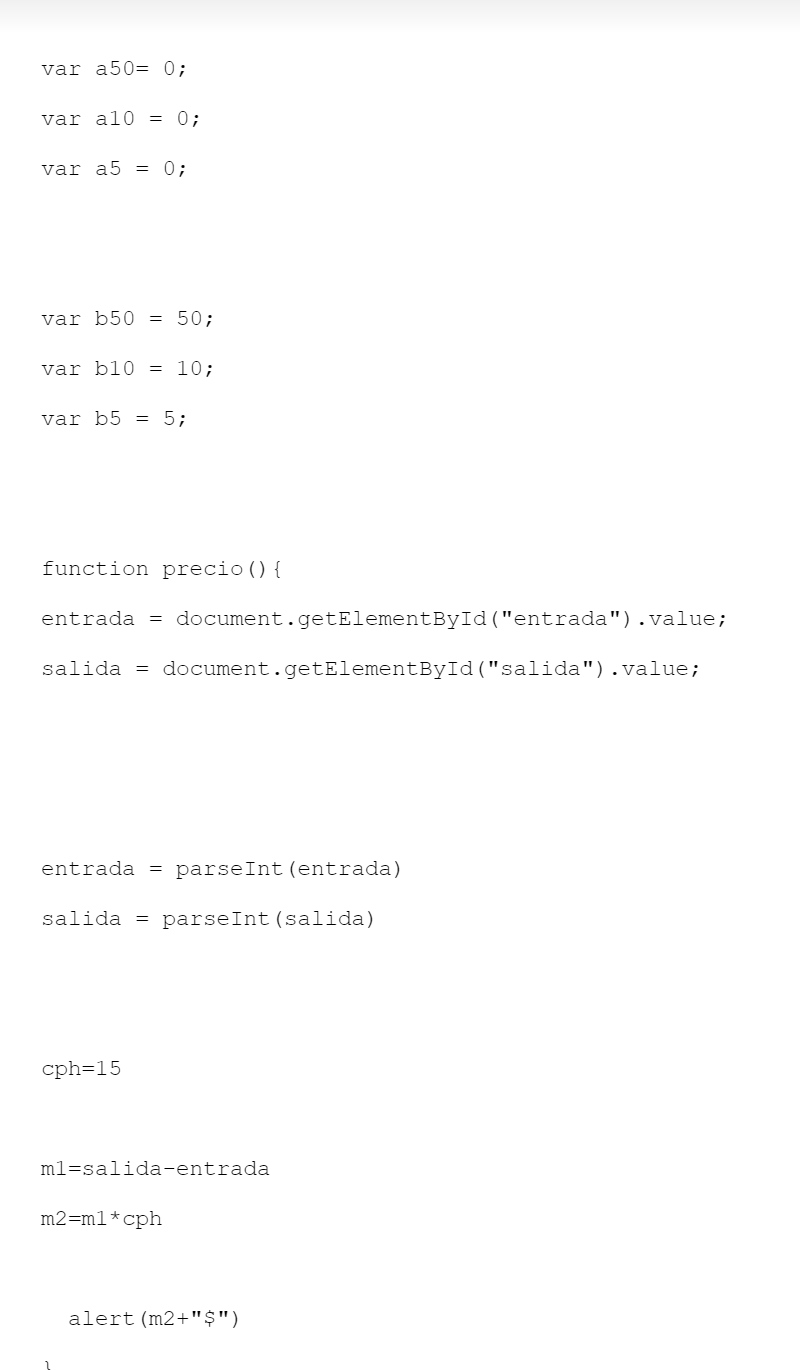 var a50= 0;
var a10 = 0;
var a5 = 0;
var b50 = 50;
var b10 = 10;
var b5 = 5;
function precio(){
entrada = document.getElementById("entrada").value;
salida = document.getElementById("salida").value;
entrada = parseInt(entrada)
salida = parseInt(salida)
cph=15
m1=salida-entrada
m2=m1*cph
alert(m2+"$")
}